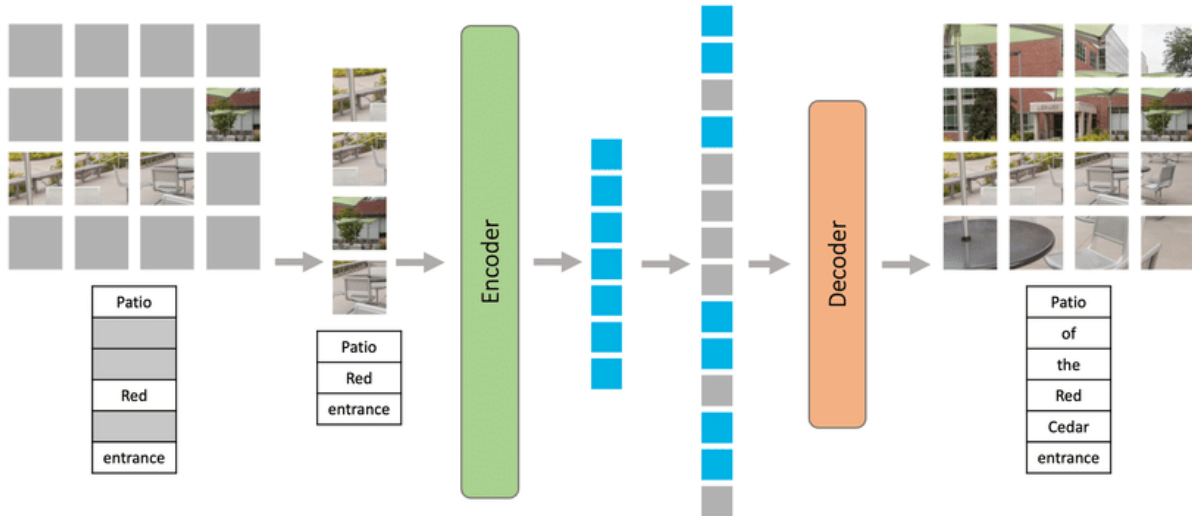 Patio
Red
entrance
Patio
Red
entrance
Encoder
Decoder
Patio
of
the
Red
Cedar
entrance